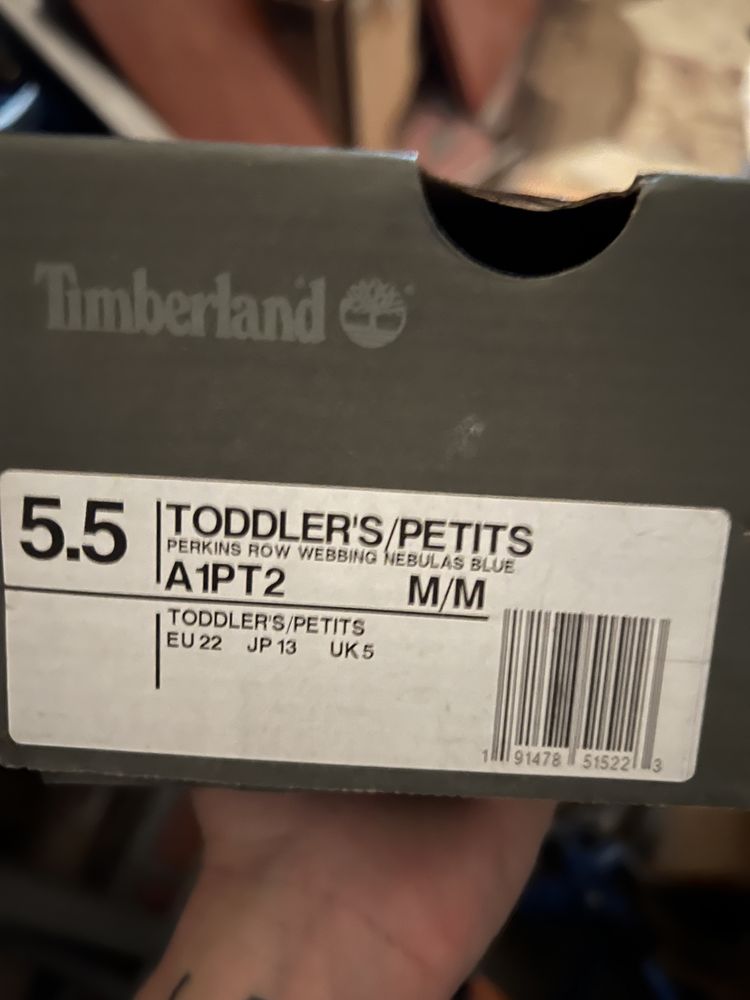 Timberland
5.5
TODDLER'S/PETITS
PERKINS ROW WEBBING NEBULAS BLUE
A1PT2 M/M
TODDLER'S/PETITS
EU 22 JP 13 UK 5
1 91478 51522 3